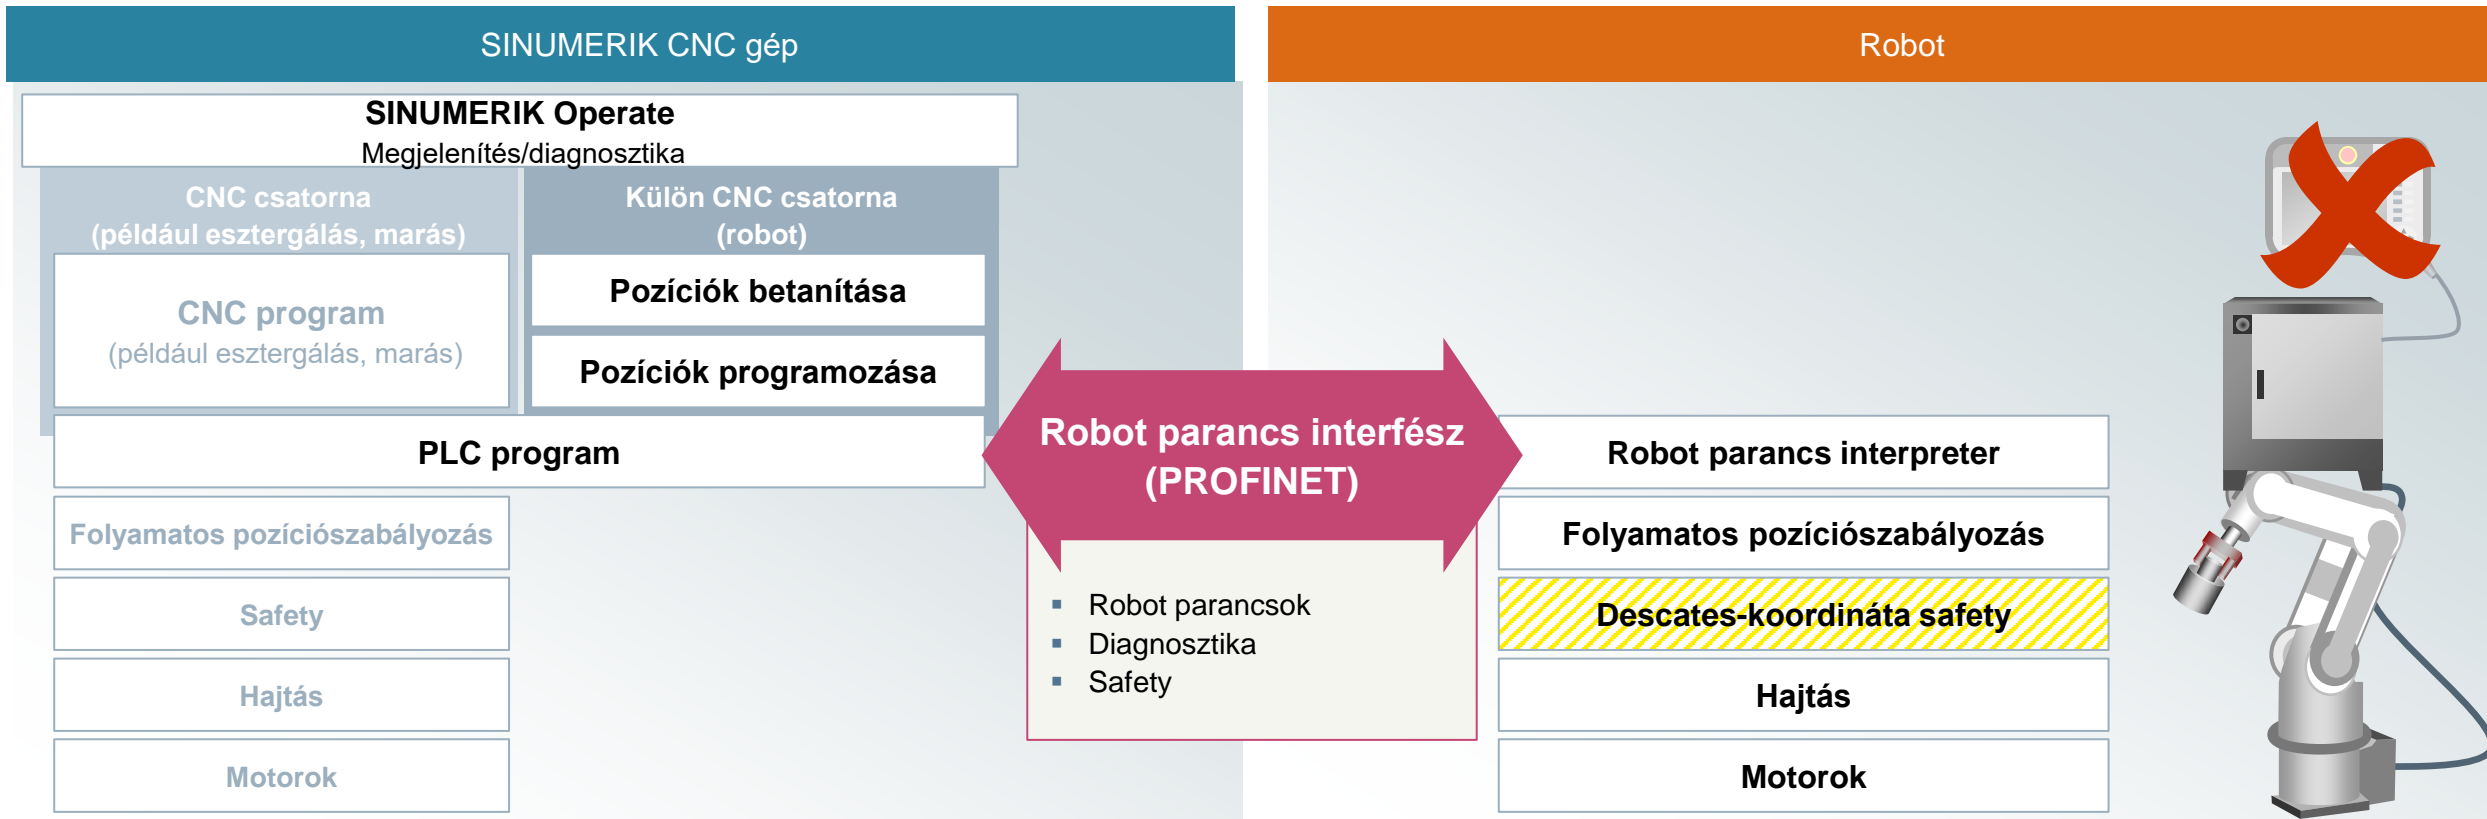 SINUMERIK CNC gép
SINUMERIK Operate
Megjelenítés/diagnosztika
CNC csatorna
(például esztergálás, marás)
CNC program
(például esztergálás, marás)
Külön CNC csatorna
(robot)
Pozíciók betanítása
Pozíciók programozása
PLC program
Folyamatos pozíciószabályozás
Safety
Hajtás
Motorok
Robot parancs interfész
(PROFINET)
▪ Robot parancsok
▪ Diagnosztika
▪ Safety
Robot
Robot parancs interpreter
Folyamatos pozíciószabályozás
Descates-koordináta safety
Hajtás
Motorok